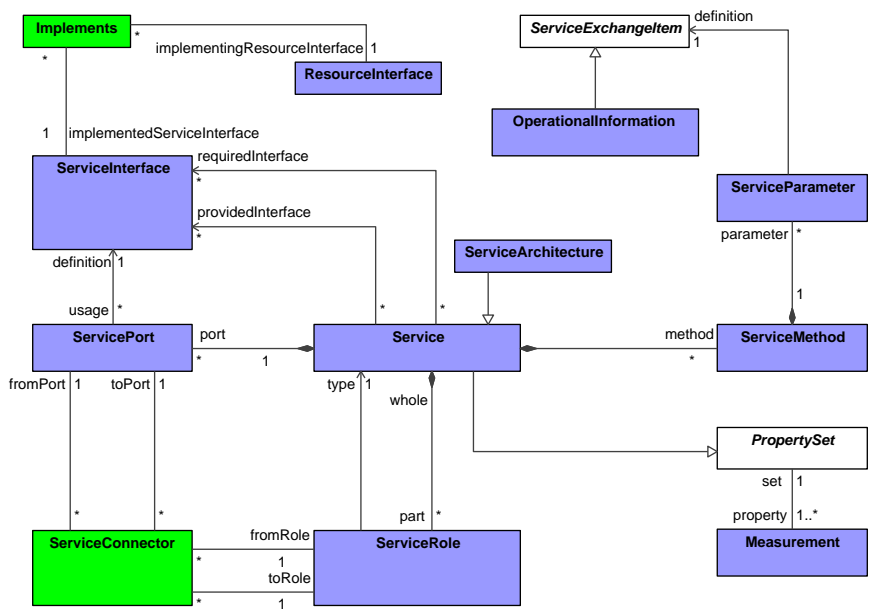 Implements
*
*
implementingResourceInterface
1
ResourceInterface
ServiceExchangeItem
definition
1
OperationalInformation
1
implementedServiceInterface
ServiceInterface
requiredInterface
*
providedInterface
*
ServiceParameter
parameter
*
definition
1
ServiceArchitecture
usage
*
*
*
1
ServicePort
port
*
1
Service
method
*
ServiceMethod
fromPort
1
toPort
1
type
1
whole
PropertySet
set
1
property
1..*
*
*
part
*
ServiceConnector
fromRole
*
1
toRole
*
1
ServiceRole
Measurement